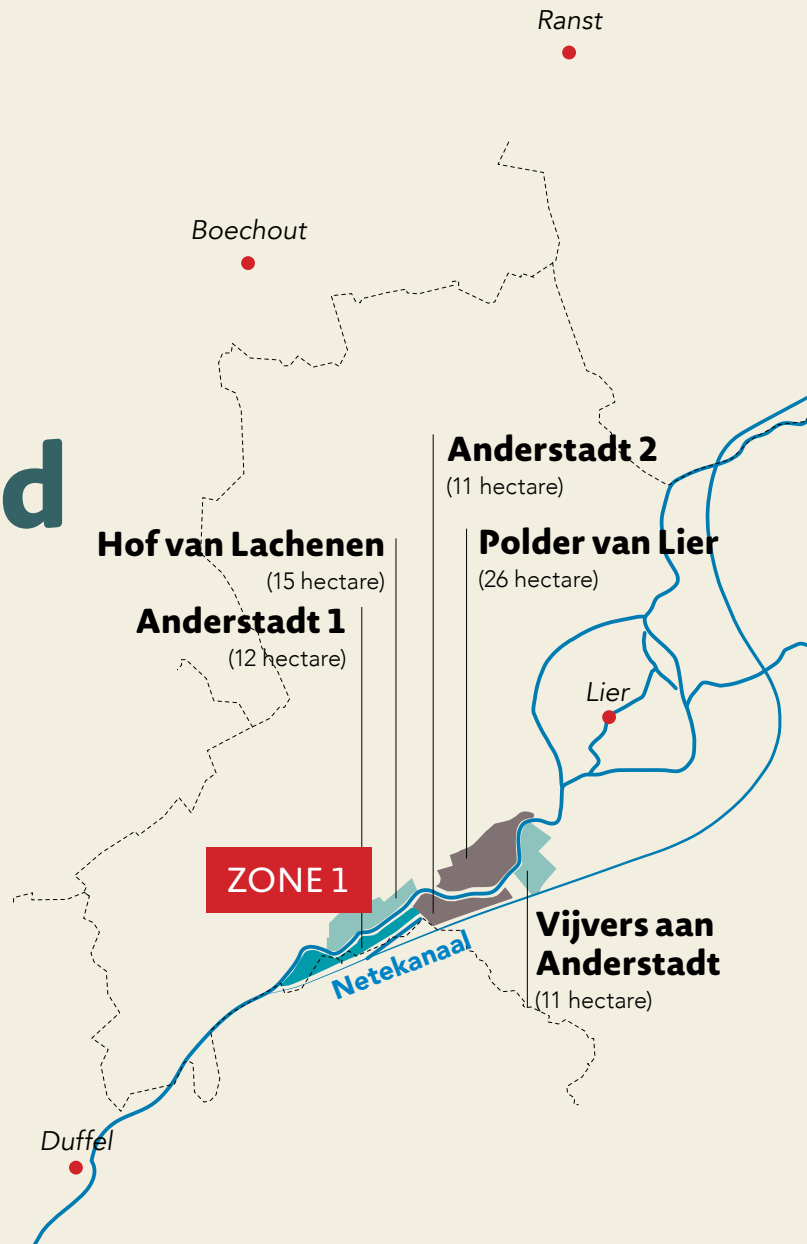 Ranst
Boechout
d
Anderstadt 2
(11 hectare)
Hof van Lachenen
(15 hectare)
Polder van Lier
(26 hectare)
Anderstadt 1
(12 hectare)
Lier
ZONE 1
Vijvers aan
Anderstadt
(11 hectare)
Netekanaal
Duffel